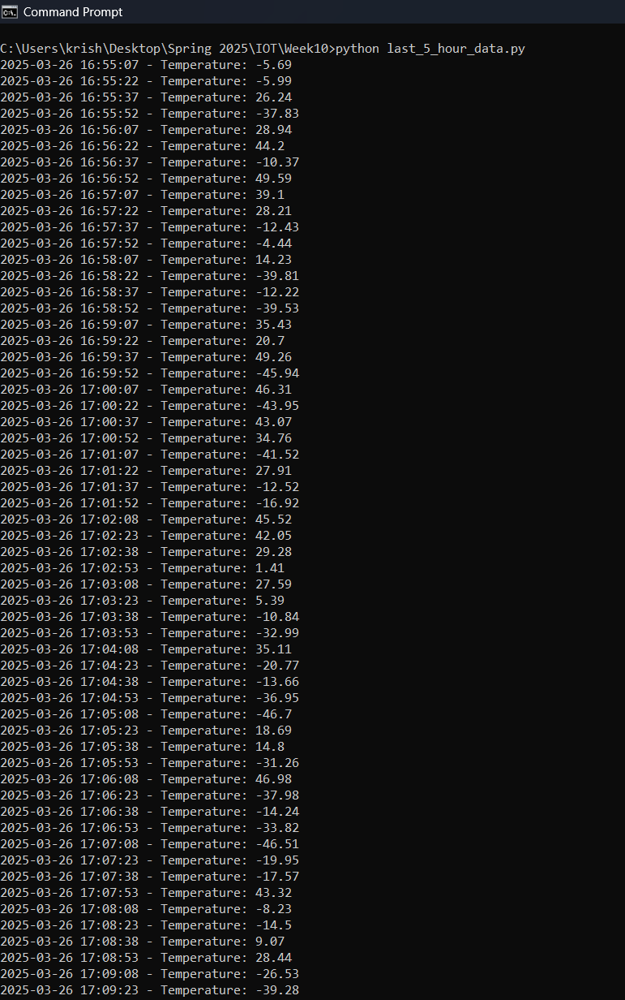 Command Prompt
C:\Users\krish\Desktop\Spring 2025\IOT\Week10>python last_5_hour_data.py
2025-03-26 16:55:07 - Temperature: -5.69
2025-03-26 16:55:22 - Temperature: -5.99
2025-03-26 16:55:37 - Temperature: 26.24
2025-03-26 16:55:52 - Temperature: -37.83
2025-03-26 16:56:07 - Temperature: 28.94
2025-03-26 16:56:22 - Temperature: 44.2
2025-03-26 16:56:37 - Temperature: -10.37
2025-03-26 16:56:52 - Temperature: 49.59
2025-03-26 16:57:07 - Temperature: 39.1
2025-03-26 16:57:22 - Temperature: 28.21
2025-03-26 16:57:37 - Temperature: -12.43
2025-03-26 16:57:52 - Temperature: -4.44
2025-03-26 16:58:07 - Temperature: 14.23
2025-03-26 16:58:22 - Temperature: -39.81
2025-03-26 16:58:37 - Temperature: -12.22
2025-03-26 16:58:52 - Temperature: -39.53
2025-03-26 16:59:07 - Temperature: 35.43
2025-03-26 16:59:22 - Temperature: 20.7
2025-03-26 16:59:37 - Temperature: 49.26
2025-03-26 16:59:52 - Temperature: -45.94
2025-03-26 17:00:07 - Temperature: 46.31
2025-03-26 17:00:22 - Temperature: -43.95
2025-03-26 17:00:37 - Temperature: 43.07
2025-03-26 17:00:52 - Temperature: 34.76
2025-03-26 17:01:07 - Temperature: -41.52
2025-03-26 17:01:22 - Temperature: 27.91
2025-03-26 17:01:37 - Temperature: -12.52
2025-03-26 17:01:52 - Temperature: -16.92
2025-03-26 17:02:08 - Temperature: 45.52
2025-03-26 17:02:23 - Temperature: 42.05
2025-03-26 17:02:38 - Temperature: 29.28
2025-03-26 17:02:53 - Temperature: 1.41
2025-03-26 17:03:08 - Temperature: 27.59
2025-03-26 17:03:23 - Temperature: 5.39
2025-03-26 17:03:38 - Temperature: -10.84
2025-03-26 17:03:53 - Temperature: -32.99
2025-03-26 17:04:08 - Temperature: 35.11
2025-03-26 17:04:23 - Temperature: -20.77
2025-03-26 17:04:38 - Temperature: -13.66
2025-03-26 17:04:53 - Temperature: -36.95
2025-03-26 17:05:08 - Temperature: -46.7
2025-03-26 17:05:23 - Temperature: 18.69
2025-03-26 17:05:38 - Temperature: 14.8
2025-03-26 17:05:53 - Temperature: -31.26
2025-03-26 17:06:08 - Temperature: 46.98
2025-03-26 17:06:23 - Temperature: -37.98
2025-03-26 17:06:38 - Temperature: -14.24
2025-03-26 17:06:53 - Temperature: -33.82
2025-03-26 17:07:08 - Temperature: -46.51
2025-03-26 17:07:23 - Temperature: -19.95
2025-03-26 17:07:38 - Temperature: -17.57
2025-03-26 17:07:53 - Temperature: 43.32
2025-03-26 17:08:08 - Temperature: -8.23
2025-03-26 17:08:23 - Temperature: -14.5
2025-03-26 17:08:38 - Temperature: 9.07
2025-03-26 17:08:53 - Temperature: 28.44
2025-03-26 17:09:08 - Temperature: -26.53
2025-03-26 17:09:23 - Temperature: -39.28